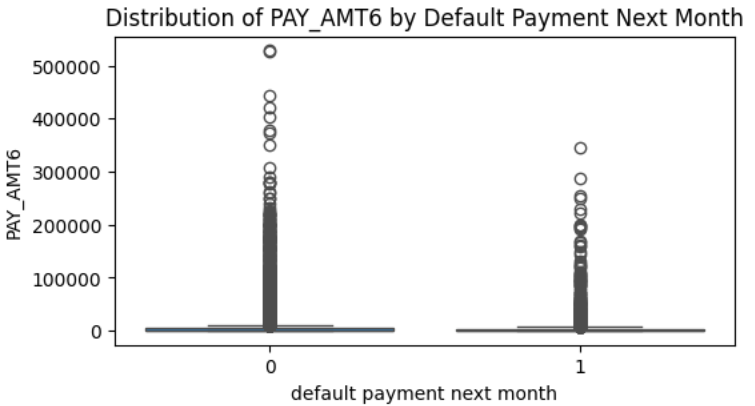 Distribution of PAY_AMT6 by Default Payment Next Month
500000
400000
300000
200000
100000
0
PAY_AMT6
0 1
default payment next month